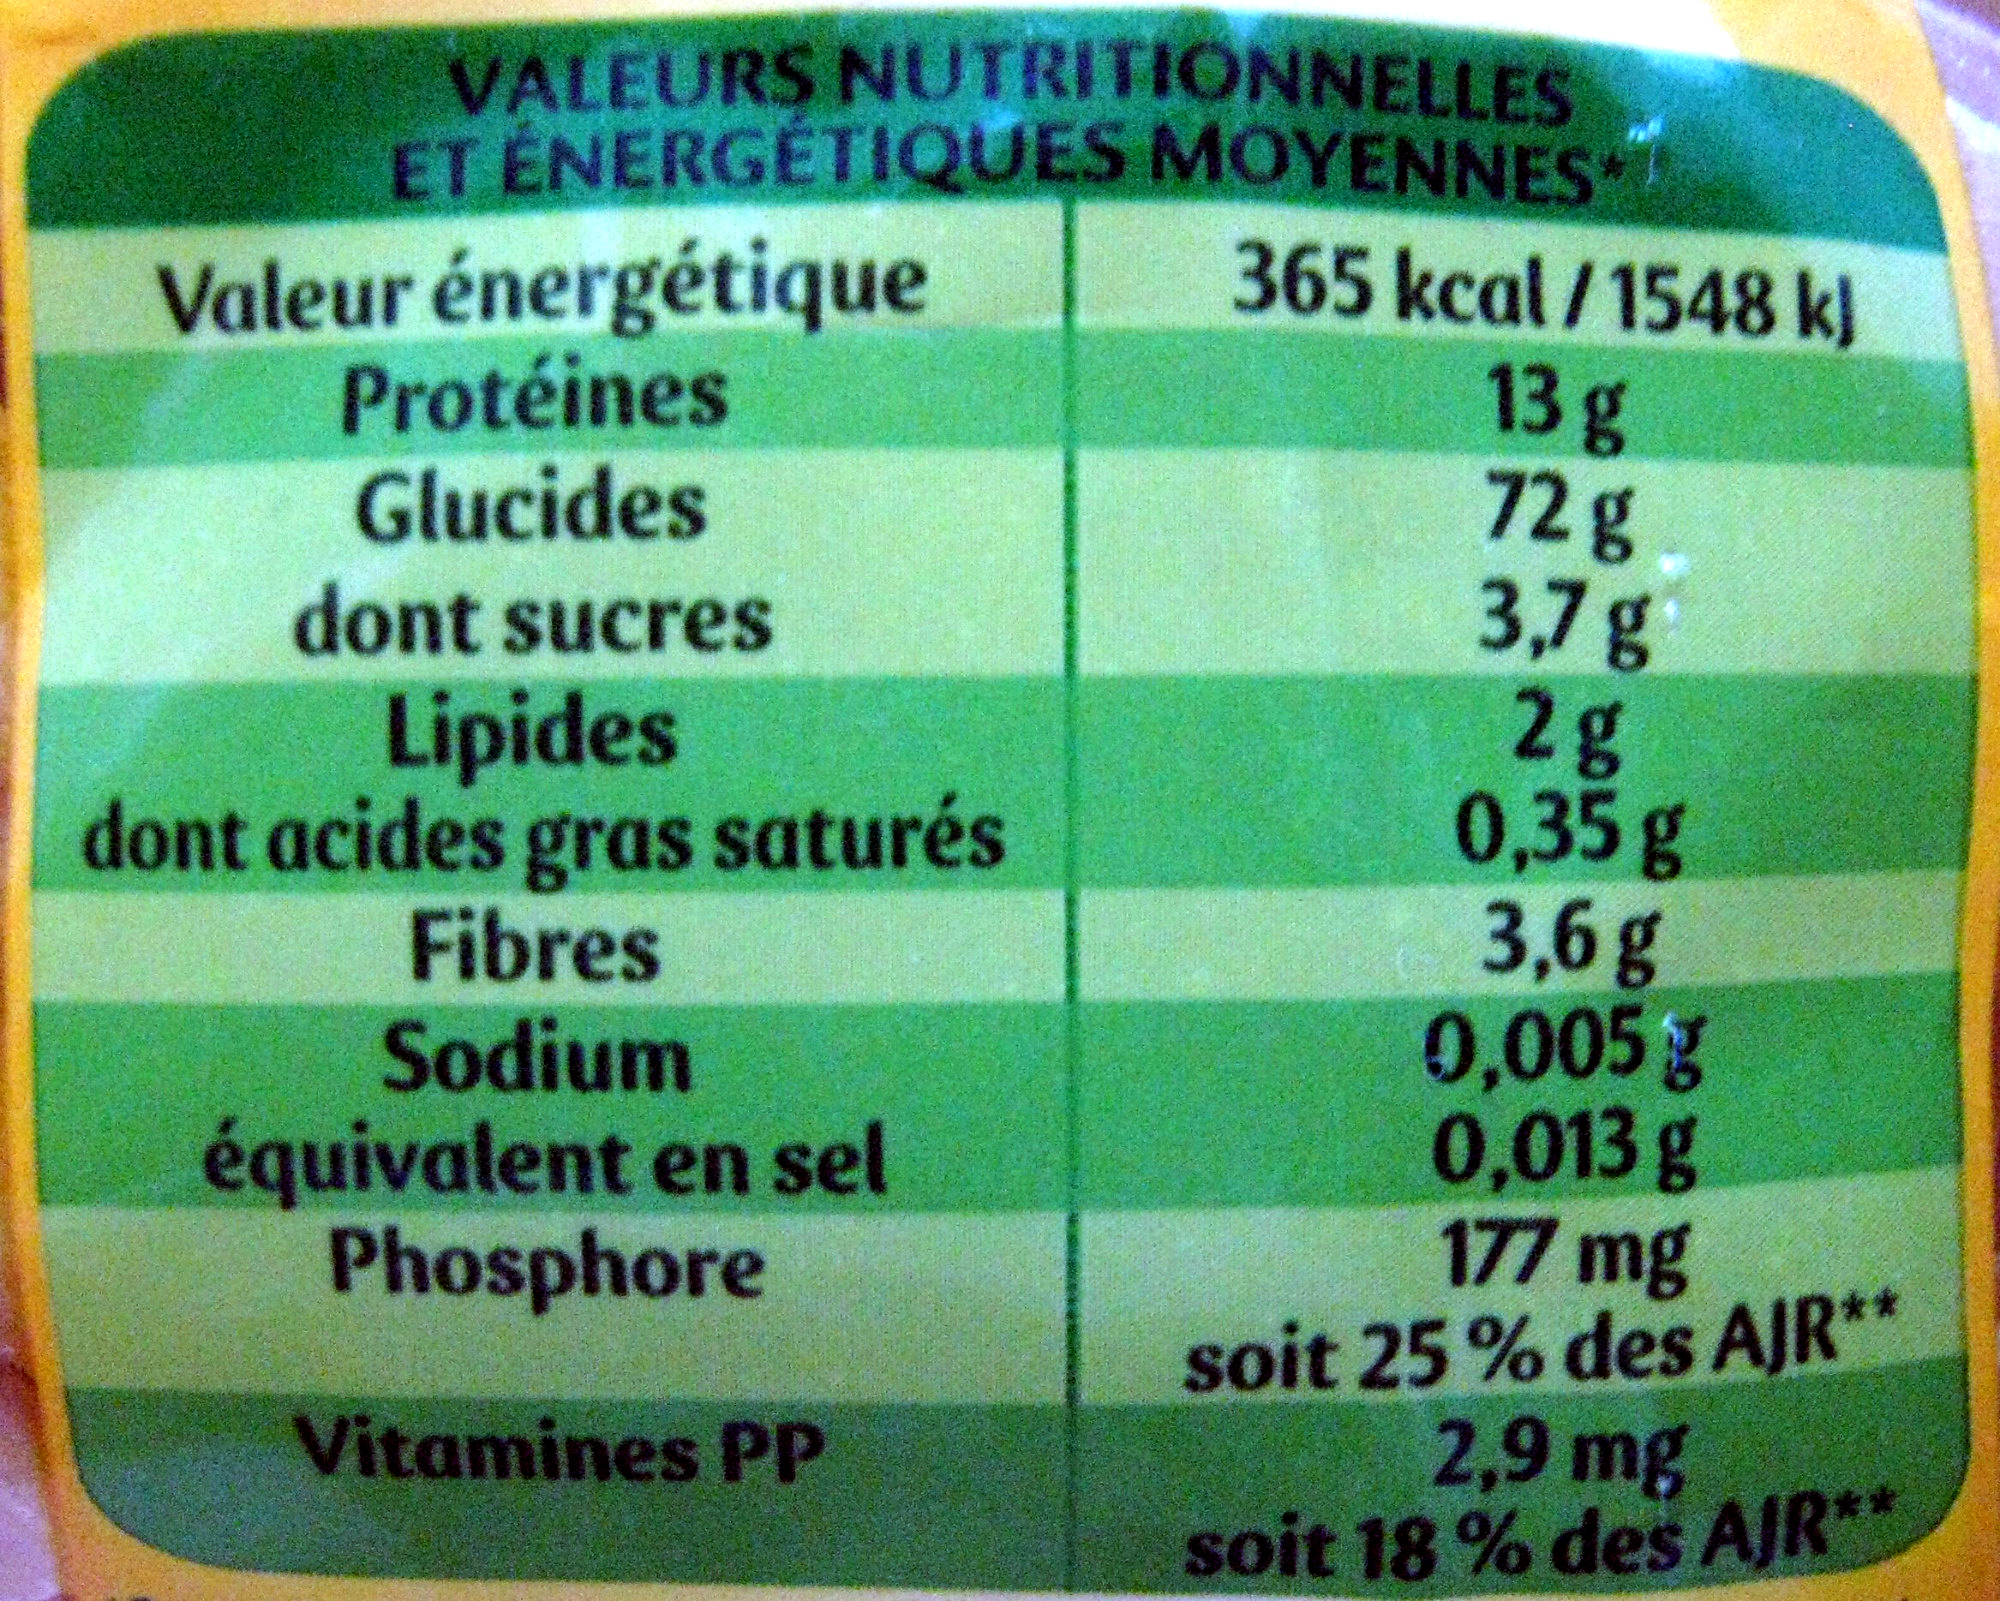 VALEURS NUTRITIONNELLES
ET ÉNERGÉTIQUES MOYENNES*
Valeur énergétique 365 kcal / 1548 kJ
Protéines 13 g
Glucides 72 g
dont sucres 3,7 g
Lipides 2 g
dont acides gras saturés 0,35 g
Fibres 3,6 g
Sodium 0,005 g
équivalent en sel 0,013 g
Phosphore 177 mg
soit 25 % des AJR**
Vitamines PP 2,9 mg
soit 18 % des AJR**